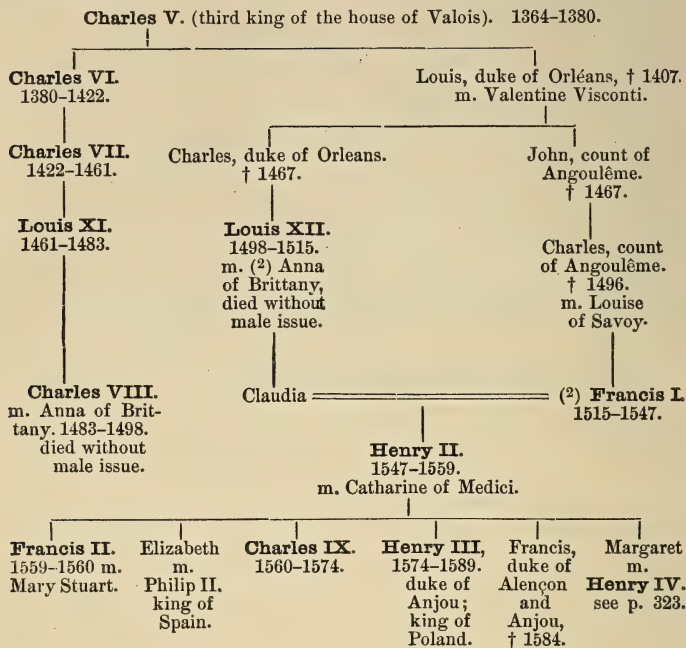 Charles V. (third king of the house of Valois). 1364–1380.
Charles VI.
1380–1422.
Louis, duke of Orléans, † 1407.
m. Valentine Visconti.
Charles VII.
1422–1461.
Charles, duke of Orleans.
† 1467.
John, count of
Angoulême.
† 1467.
Louis XI.
1461–1483.
Louis XII.
1498–1515.
m. (²) Anna
of Brittany,
died without
male issue.
Charles, count
of Angoulême.
† 1496.
m. Louise
of Savoy.
Charles VIII.
m. Anna of Brit-
tany. 1483–1498.
died without
male issue.
Claudia
(²) Francis I.
1515–1547.
Henry II.
1547–1559.
m. Catharine of Medici.
Francis II.
1559–1560 m.
Mary Stuart.
Elizabeth
m.
Philip II.
king of
Spain.
Charles IX.
1560–1574.
Henry III,
1574–1589.
duke of
Anjou;
king of
Poland.
Francis,
duke of
Alençon
and
Anjou,
† 1584.
Margaret
m.
Henry IV.
see p. 323.